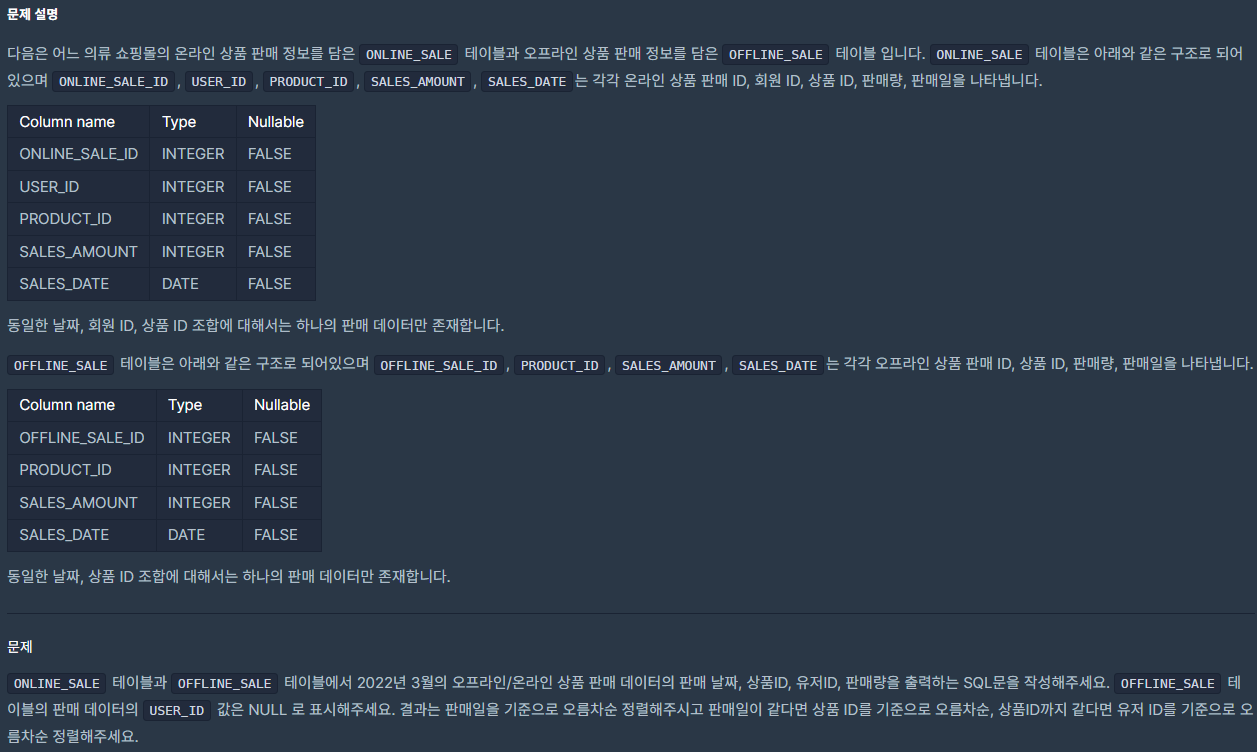 문제 설명
다음은 어느 의류 쇼핑몰의 온라인 상품 판매 정보를 담은 ONLINE_SALE 테이블과 오프라인 상품 판매 정보를 담은 OFFLINE_SALE 테이블 입니다. ONLINE_SALE 테이블은 아래와 같은 구조로 되어
있으며 ONLINE_SALE_ID, USER_ID, PRODUCT_ID, SALES_AMOUNT, SALES_DATE는 각각 온라인 상품 판매 ID, 회원 ID, 상품 ID, 판매량, 판매일을 나타냅니다.
Column name Type Nullable
ONLINE_SALE_ID INTEGER FALSE
USER_ID INTEGER FALSE
PRODUCT_ID INTEGER FALSE
SALES_AMOUNT INTEGER FALSE
SALES_DATE DATE FALSE
동일한 날짜, 회원 ID, 상품 ID 조합에 대해서는 하나의 판매 데이터만 존재합니다.
OFFLINE_SALE 테이블은 아래와 같은 구조로 되어있으며 OFFLINE_SALE_ID, PRODUCT_ID, SALES_AMOUNT, SALES_DATE는 각각 오프라인 상품 판매 ID, 상품 ID, 판매량, 판매일을 나타냅니다.
Column name Type Nullable
OFFLINE_SALE_ID INTEGER FALSE
PRODUCT_ID INTEGER FALSE
SALES_AMOUNT INTEGER FALSE
SALES_DATE DATE FALSE
동일한 날짜, 상품 ID 조합에 대해서는 하나의 판매 데이터만 존재합니다.
문제
ONLINE_SALE 테이블과 OFFLINE_SALE 테이블에서 2022년 3월의 오프라인/온라인 상품 판매 데이터의 판매 날짜, 상품ID, 유저ID, 판매량을 출력하는 SQL문을 작성해주세요. OFFLINE_SALE 테
이블의 판매 데이터의 USER_ID 값은 NULL 로 표시해주세요. 결과는 판매일을 기준으로 오름차순 정렬해주시고 판매일이 같다면 상품 ID를 기준으로 오름차순, 상품ID까지 같다면 유저 ID를 기준으로 오
름차순 정렬해주세요.